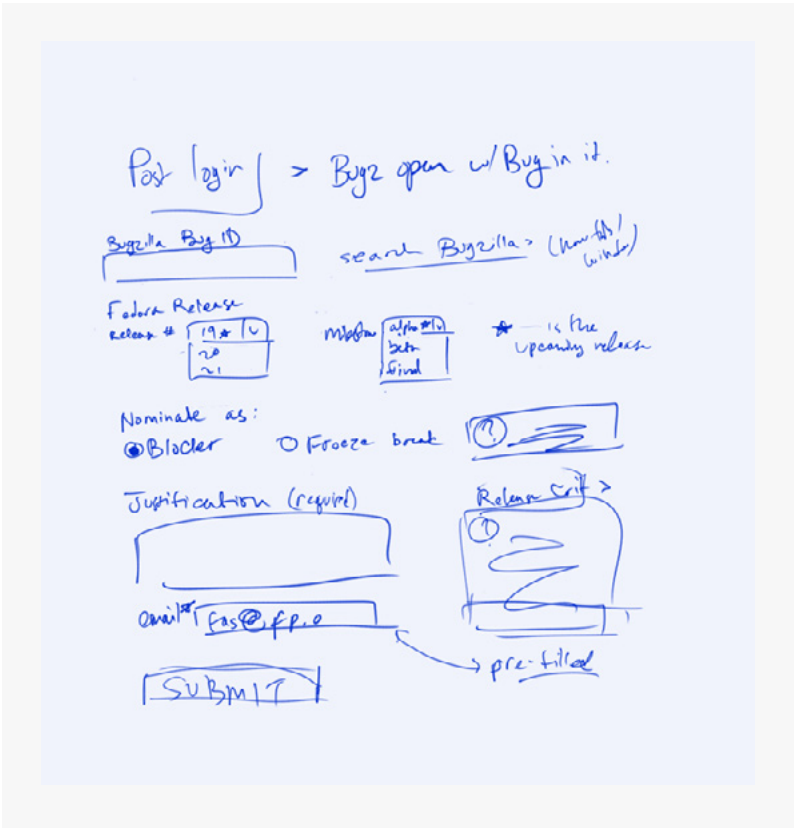 Post login > Bugz open w/ Bug in it.
Bugzilla Bug ID
search Bugzilla > (new tab / window)
Fedora Release
Release # 19* v Milestone alpha* v * is the upcoming release
20 beta
21 final
Nominate as:
Blocker Freeze break ?
Justification (required) Release Crit >
?
email* fas@fp.o
pre-filled
SUBMIT